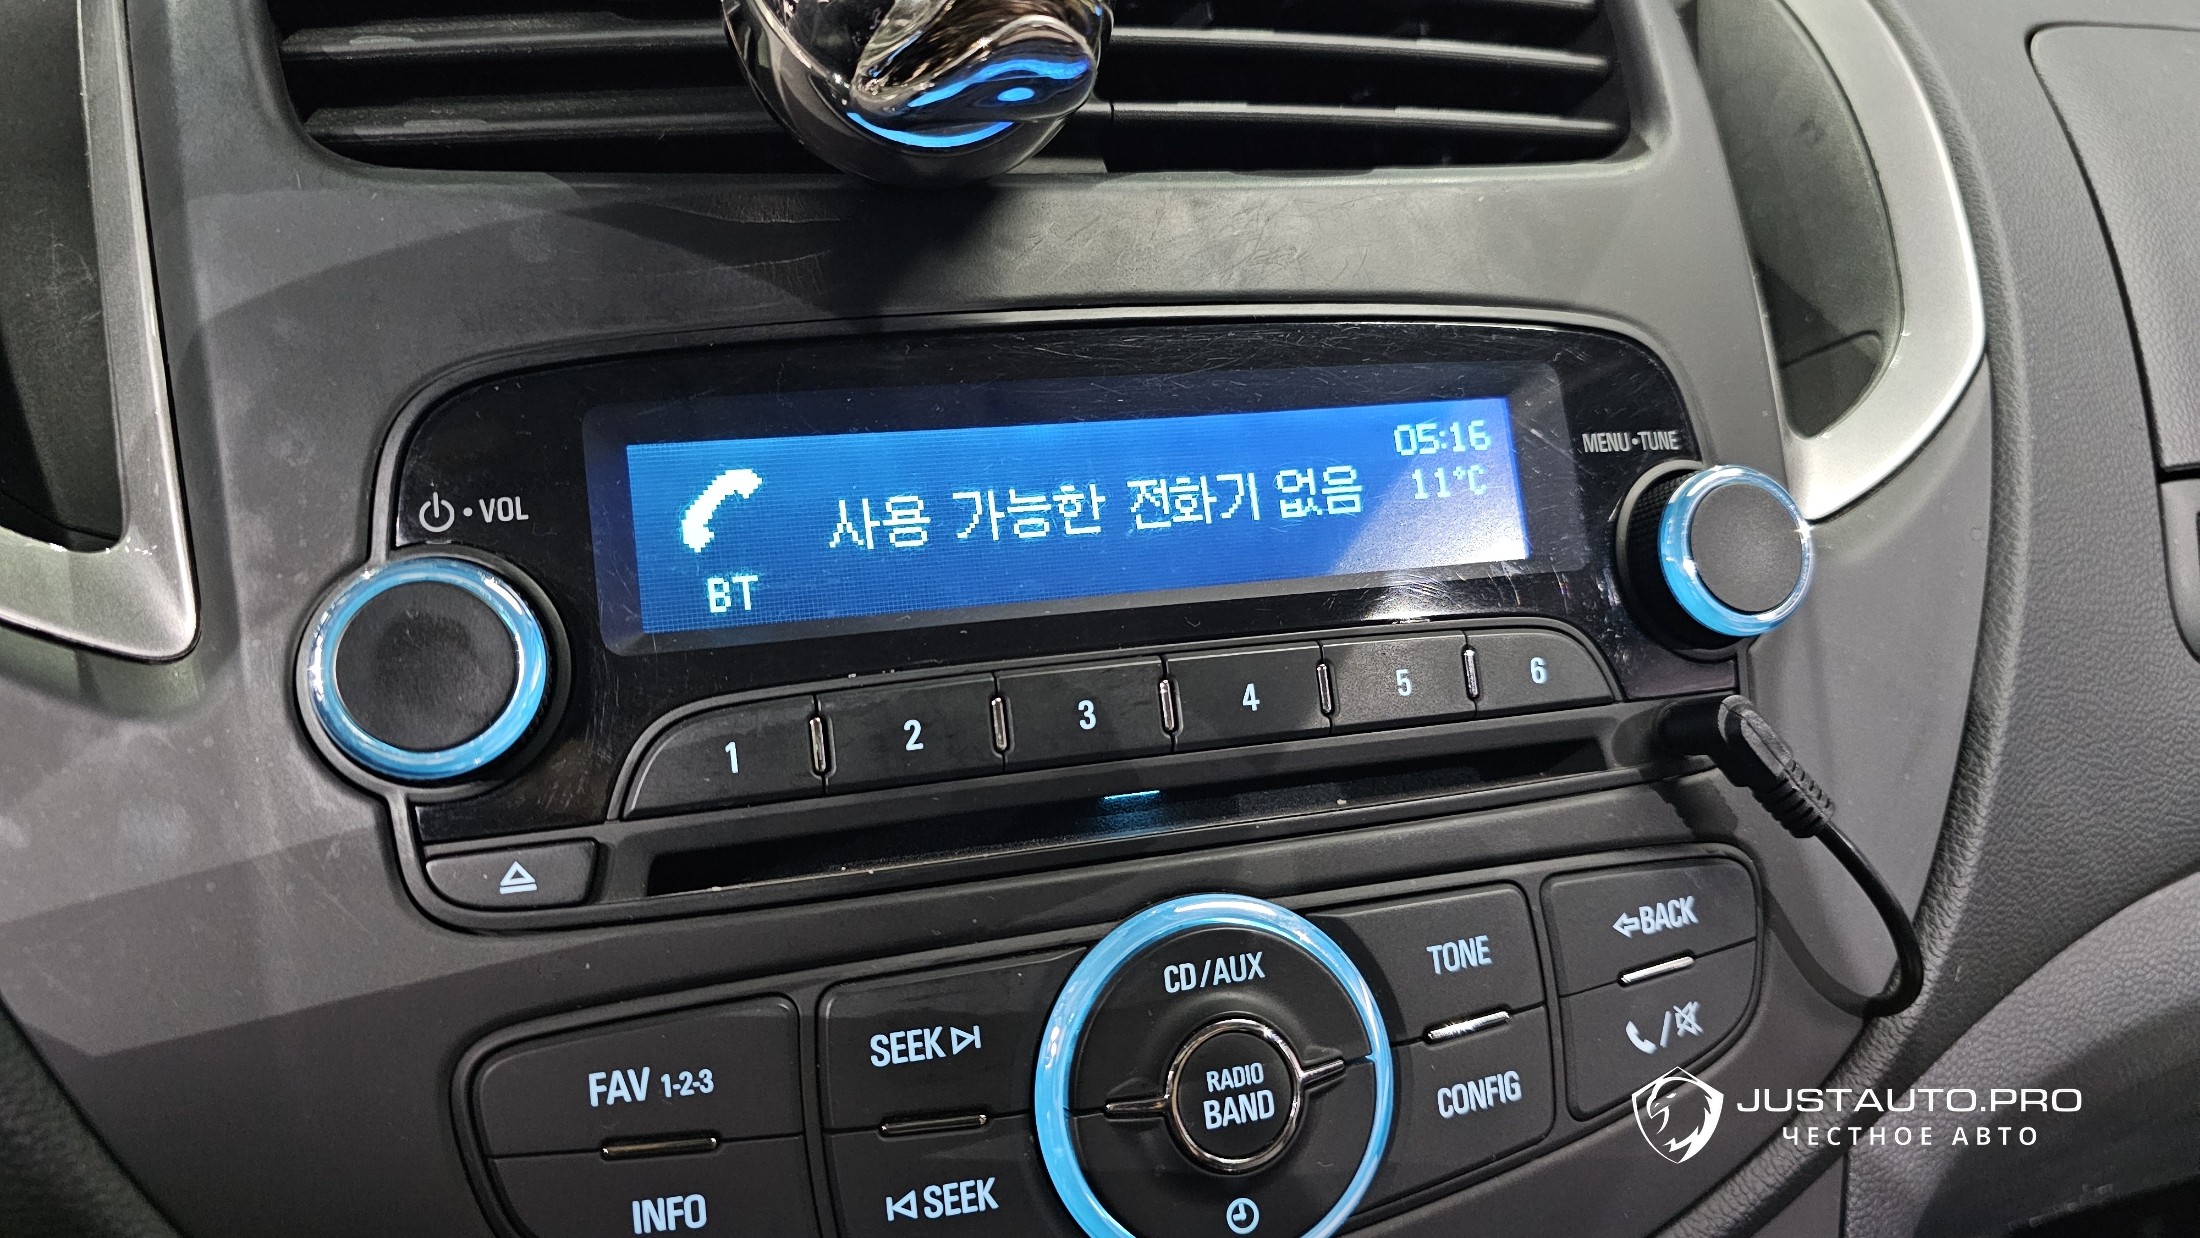 05:16
사용 가능한 전화기 없음
11°C
BT
VOL
MENU•TUNE
1
2
3
4
5
6
CD/AUX
TONE
BACK
SEEK
RADIO
BAND
FAV 1-2-3
CONFIG
INFO
SEEK
JUSTAUTO.PRO
ЧЕСТНОЕ АВТО